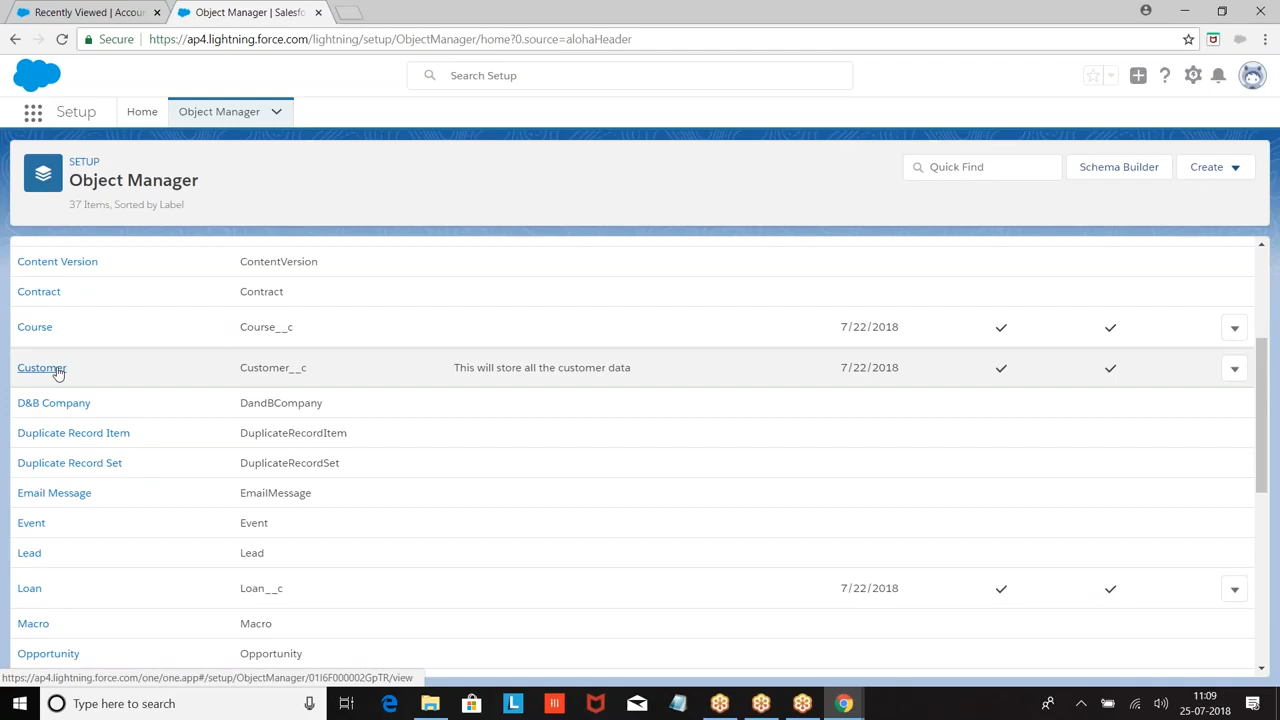 Recently Viewed | Accou
Object Manager | Salesfo
Secure
https://ap4.lightning.force.com/lightning/setup/ObjectManager/home?0.source=alohaHeader
Search Setup
Setup
Home
Object Manager
SETUP
Object Manager
37 Items, Sorted by Label
Quick Find
Schema Builder
Create
Content Version ContentVersion
Contract Contract
Course Course__c 7/22/2018
Customer Customer__c This will store all the customer data 7/22/2018
D&B Company DandBCompany
Duplicate Record Item DuplicateRecordItem
Duplicate Record Set DuplicateRecordSet
Email Message EmailMessage
Event Event
Lead Lead
Loan Loan__c 7/22/2018
Macro Macro
Opportunity Opportunity
https://ap4.lightning.force.com/one/one.app#/setup/ObjectManager/01I6F000002GpTR/view
Type here to search
11:09
25-07-2018